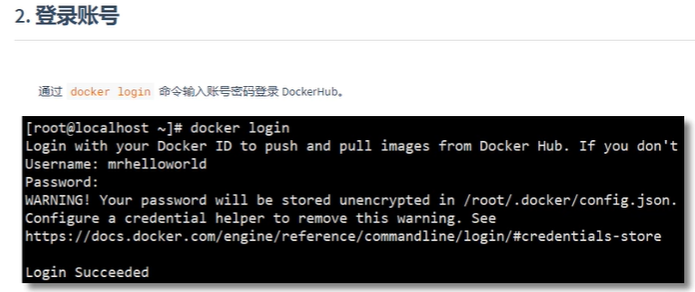 2. 登录账号
通过 docker login 命令输入账号密码登录 DockerHub。
[root@localhost ~]# docker login
Login with your Docker ID to push and pull images from Docker Hub. If you don't
Username: mrhelloworld
Password:
WARNING! Your password will be stored unencrypted in /root/.docker/config.json.
Configure a credential helper to remove this warning. See
https://docs.docker.com/engine/reference/commandline/login/#credentials-store
Login Succeeded